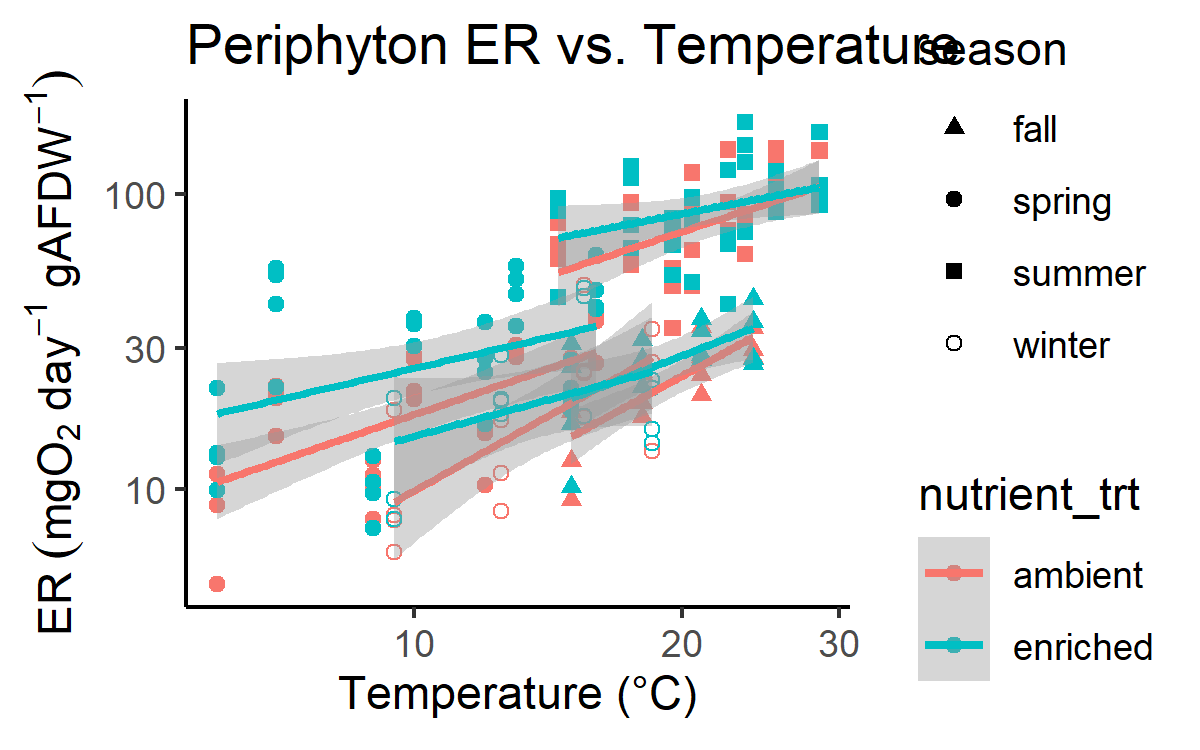 Periphyton ER vs. Temperature
season
fall
spring
summer
winter
nutrient_trt
ambient
enriched
ER (mgO₂ day⁻¹ gAFDW⁻¹)
100
30
10
10
20
30
Temperature (°C)